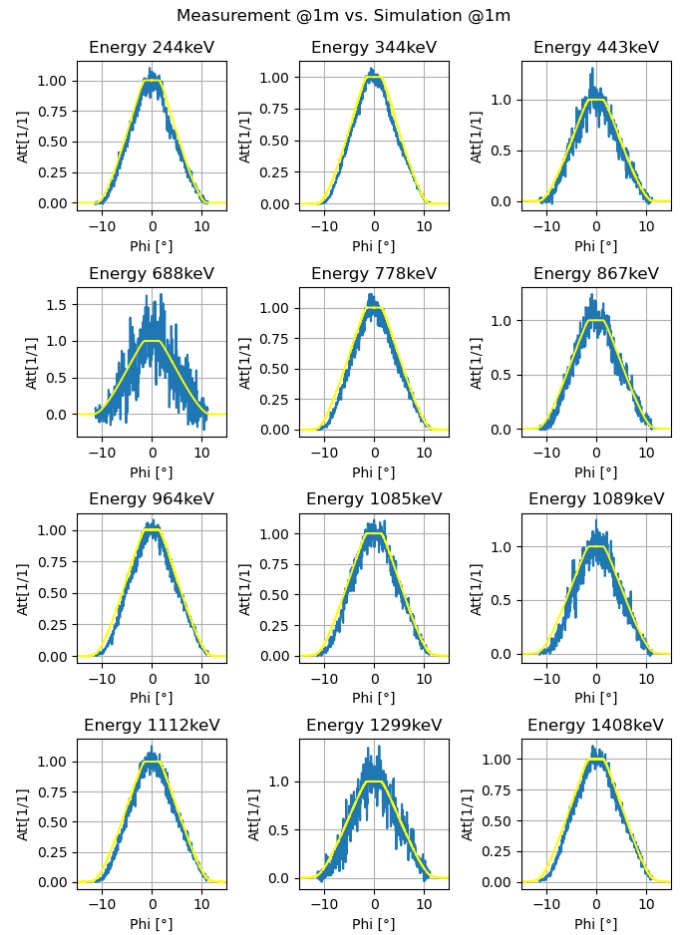 Measurement @1m vs. Simulation @1m
Energy 244keV
Att[1/1]
1.00
0.75
0.50
0.25
0.00
−10 0 10
Phi [°]
Energy 344keV
Att[1/1]
1.00
0.75
0.50
0.25
0.00
−10 0 10
Phi [°]
Energy 443keV
Att[1/1]
1.0
0.5
0.0
−10 0 10
Phi [°]
Energy 688keV
Att[1/1]
1.5
1.0
0.5
0.0
−10 0 10
Phi [°]
Energy 778keV
Att[1/1]
1.00
0.75
0.50
0.25
0.00
−10 0 10
Phi [°]
Energy 867keV
Att[1/1]
1.0
0.5
0.0
−10 0 10
Phi [°]
Energy 964keV
Att[1/1]
1.00
0.75
0.50
0.25
0.00
−10 0 10
Phi [°]
Energy 1085keV
Att[1/1]
1.00
0.75
0.50
0.25
0.00
−10 0 10
Phi [°]
Energy 1089keV
Att[1/1]
1.0
0.5
0.0
−10 0 10
Phi [°]
Energy 1112keV
Att[1/1]
1.00
0.75
0.50
0.25
0.00
−10 0 10
Phi [°]
Energy 1299keV
Att[1/1]
1.0
0.5
0.0
−10 0 10
Phi [°]
Energy 1408keV
Att[1/1]
1.00
0.75
0.50
0.25
0.00
−10 0 10
Phi [°]